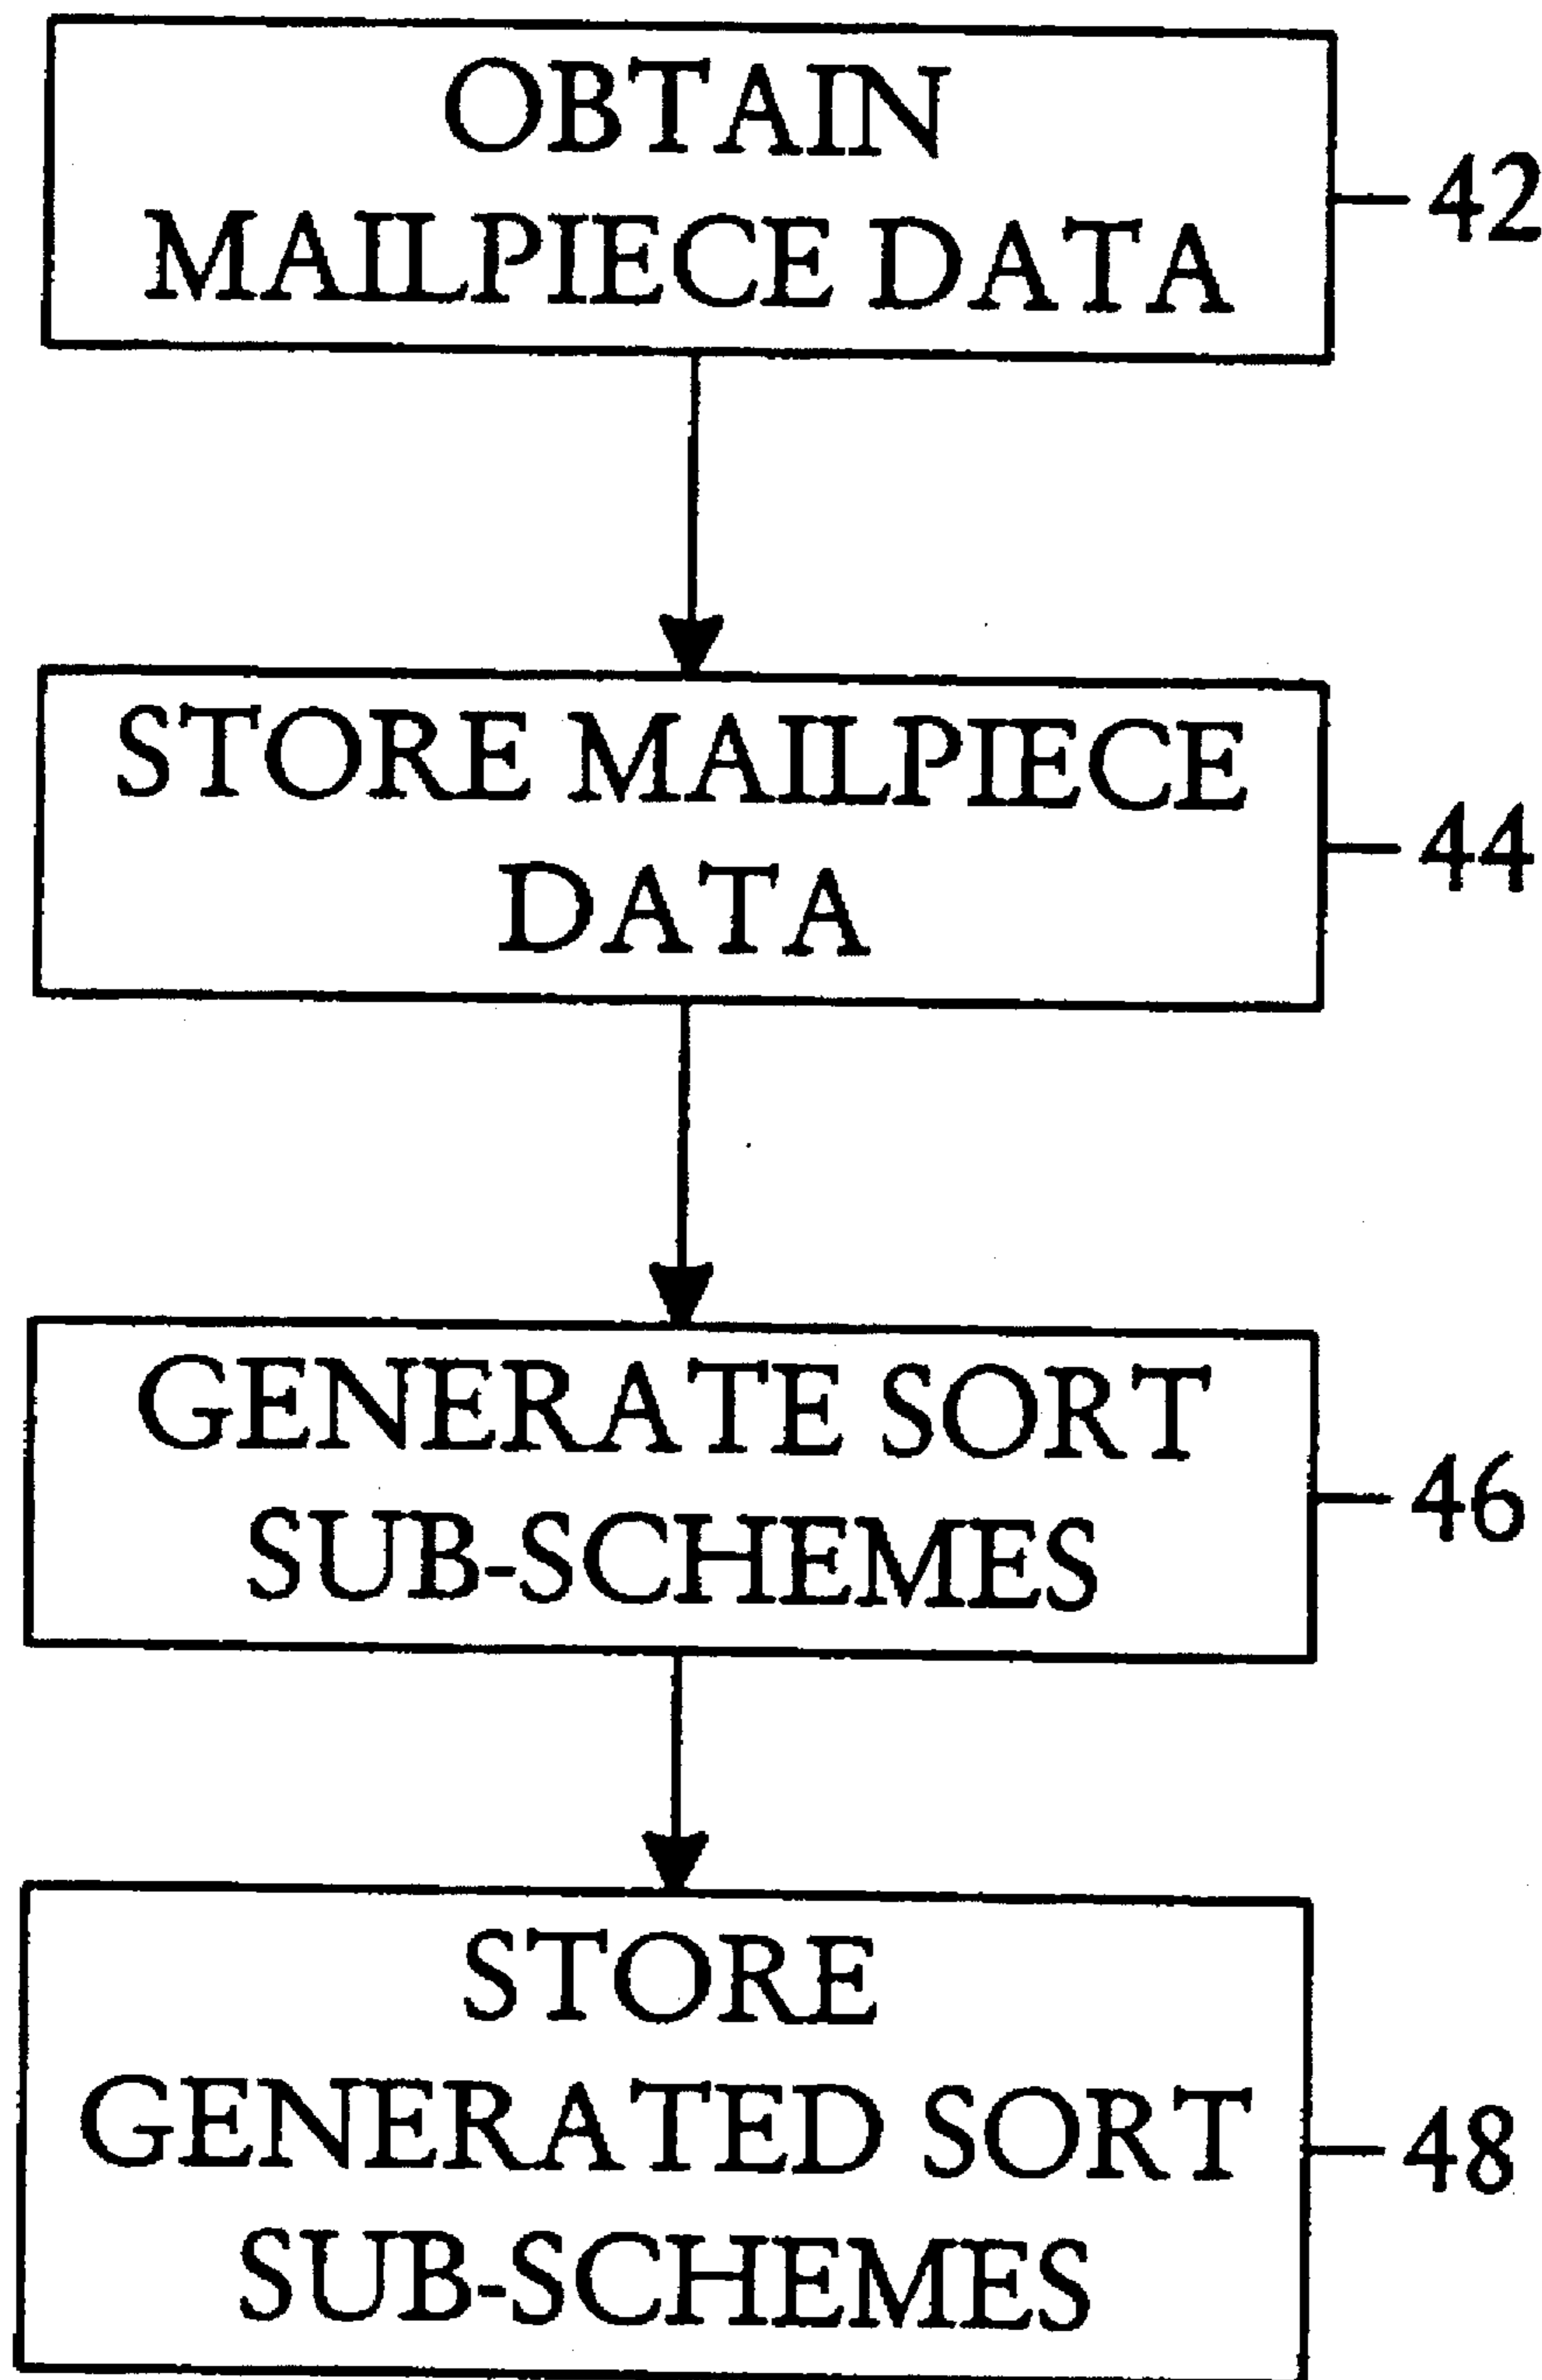 OBTAIN
MAILPIECE DATA
42
STORE MAILPIECE
DATA
44
GENERATE SORT
SUB-SCHEMES
46
STORE
GENERATED SORT
SUB-SCHEMES
48